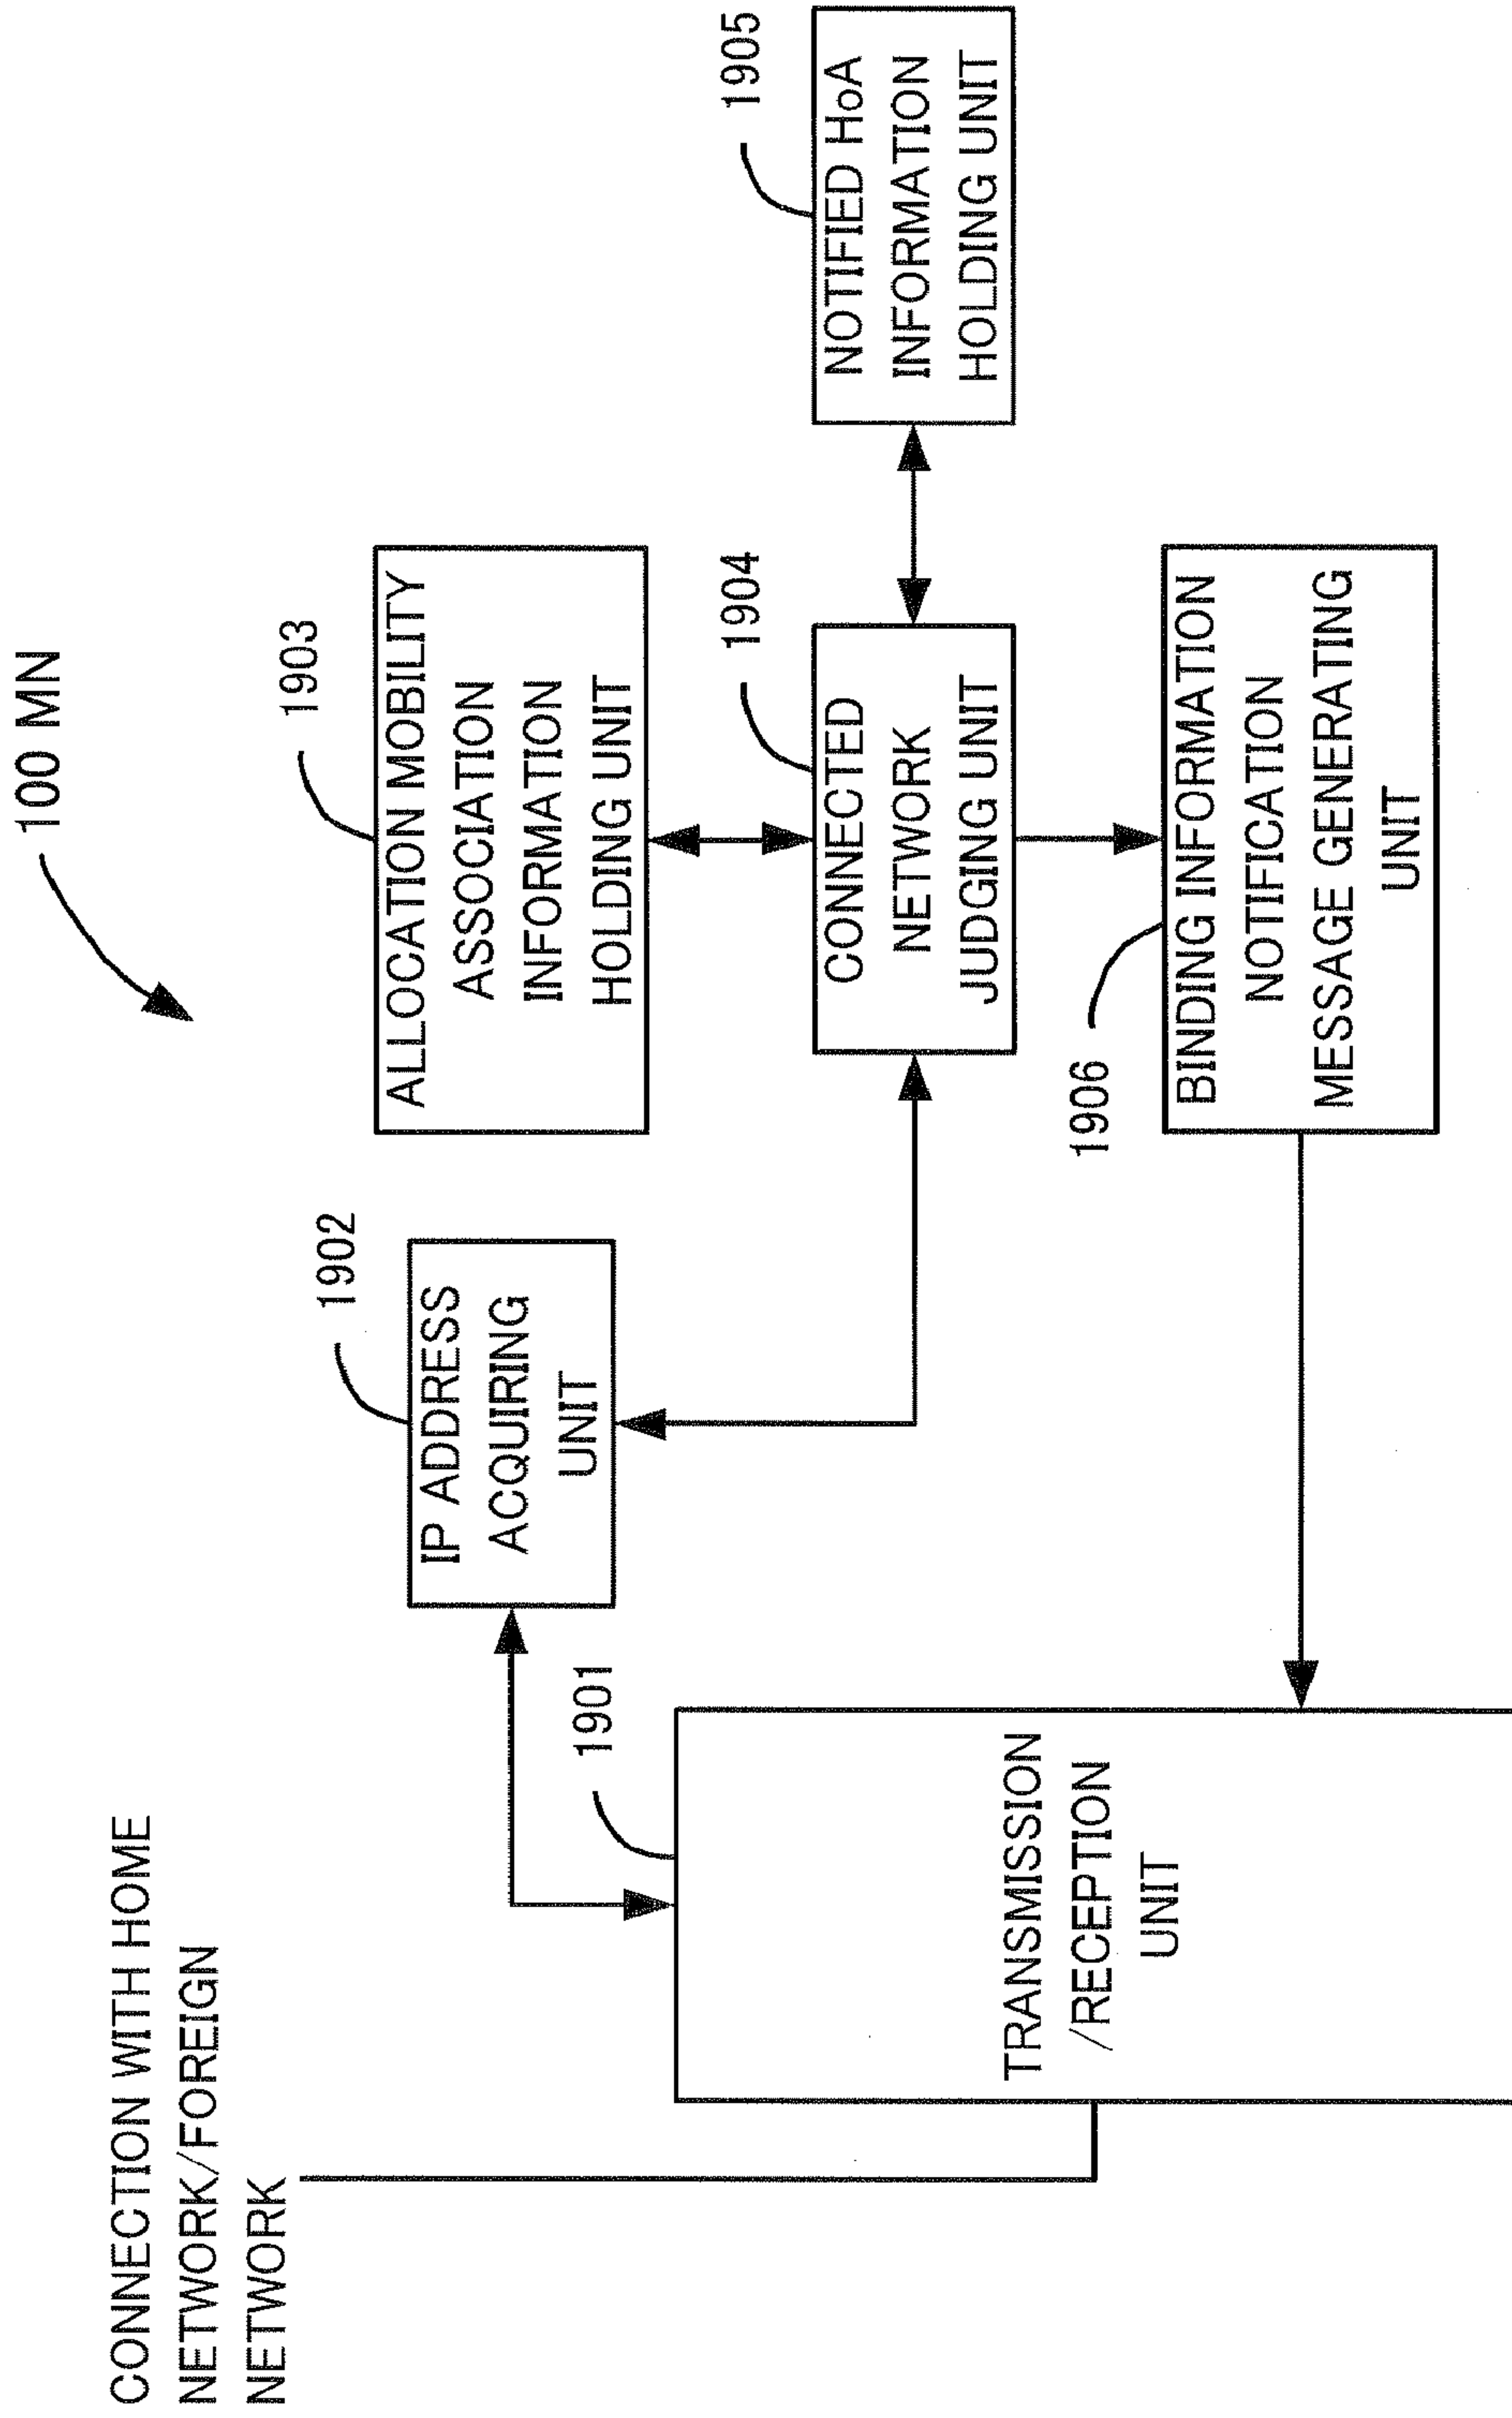 100 MN
CONNECTION WITH HOME
NETWORK/FOREIGN
NETWORK
1901
TRANSMISSION
/RECEPTION
UNIT
1902
IP ADDRESS
ACQUIRING
UNIT
1903
ALLOCATION MOBILITY
ASSOCIATION
INFORMATION
HOLDING UNIT
1904
CONNECTED
NETWORK
JUDGING UNIT
1905
NOTIFIED HoA
INFORMATION
HOLDING UNIT
1906
BINDING INFORMATION
NOTIFICATION
MESSAGE GENERATING
UNIT